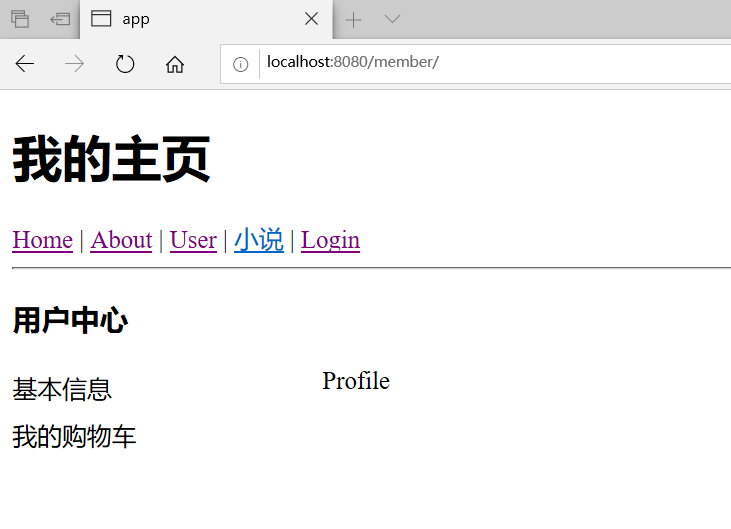 app
localhost:8080/member/
我的主页
Home | About | User | 小说 | Login
用户中心
基本信息
Profile
我的购物车